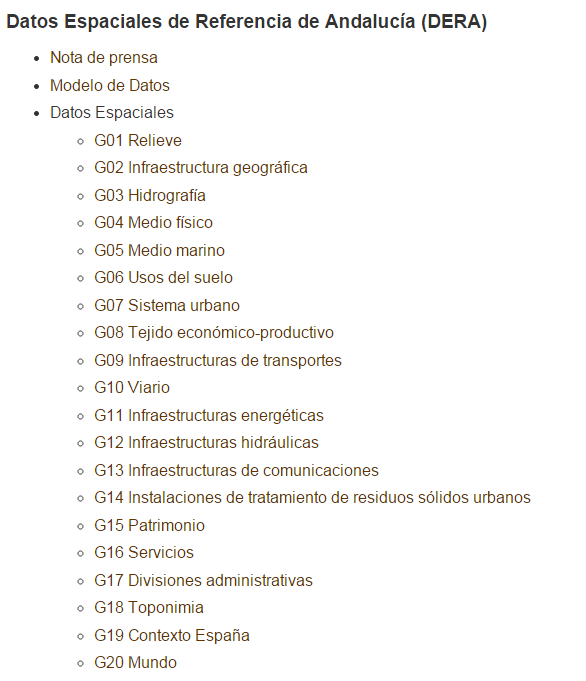 Datos Espaciales de Referencia de Andalucía (DERA)
Nota de prensa
Modelo de Datos
Datos Espaciales
G01 Relieve
G02 Infraestructura geográfica
G03 Hidrografía
G04 Medio físico
G05 Medio marino
G06 Usos del suelo
G07 Sistema urbano
G08 Tejido económico-productivo
G09 Infraestructuras de transportes
G10 Viario
G11 Infraestructuras energéticas
G12 Infraestructuras hidráulicas
G13 Infraestructuras de comunicaciones
G14 Instalaciones de tratamiento de residuos sólidos urbanos
G15 Patrimonio
G16 Servicios
G17 Divisiones administrativas
G18 Toponimia
G19 Contexto España
G20 Mundo